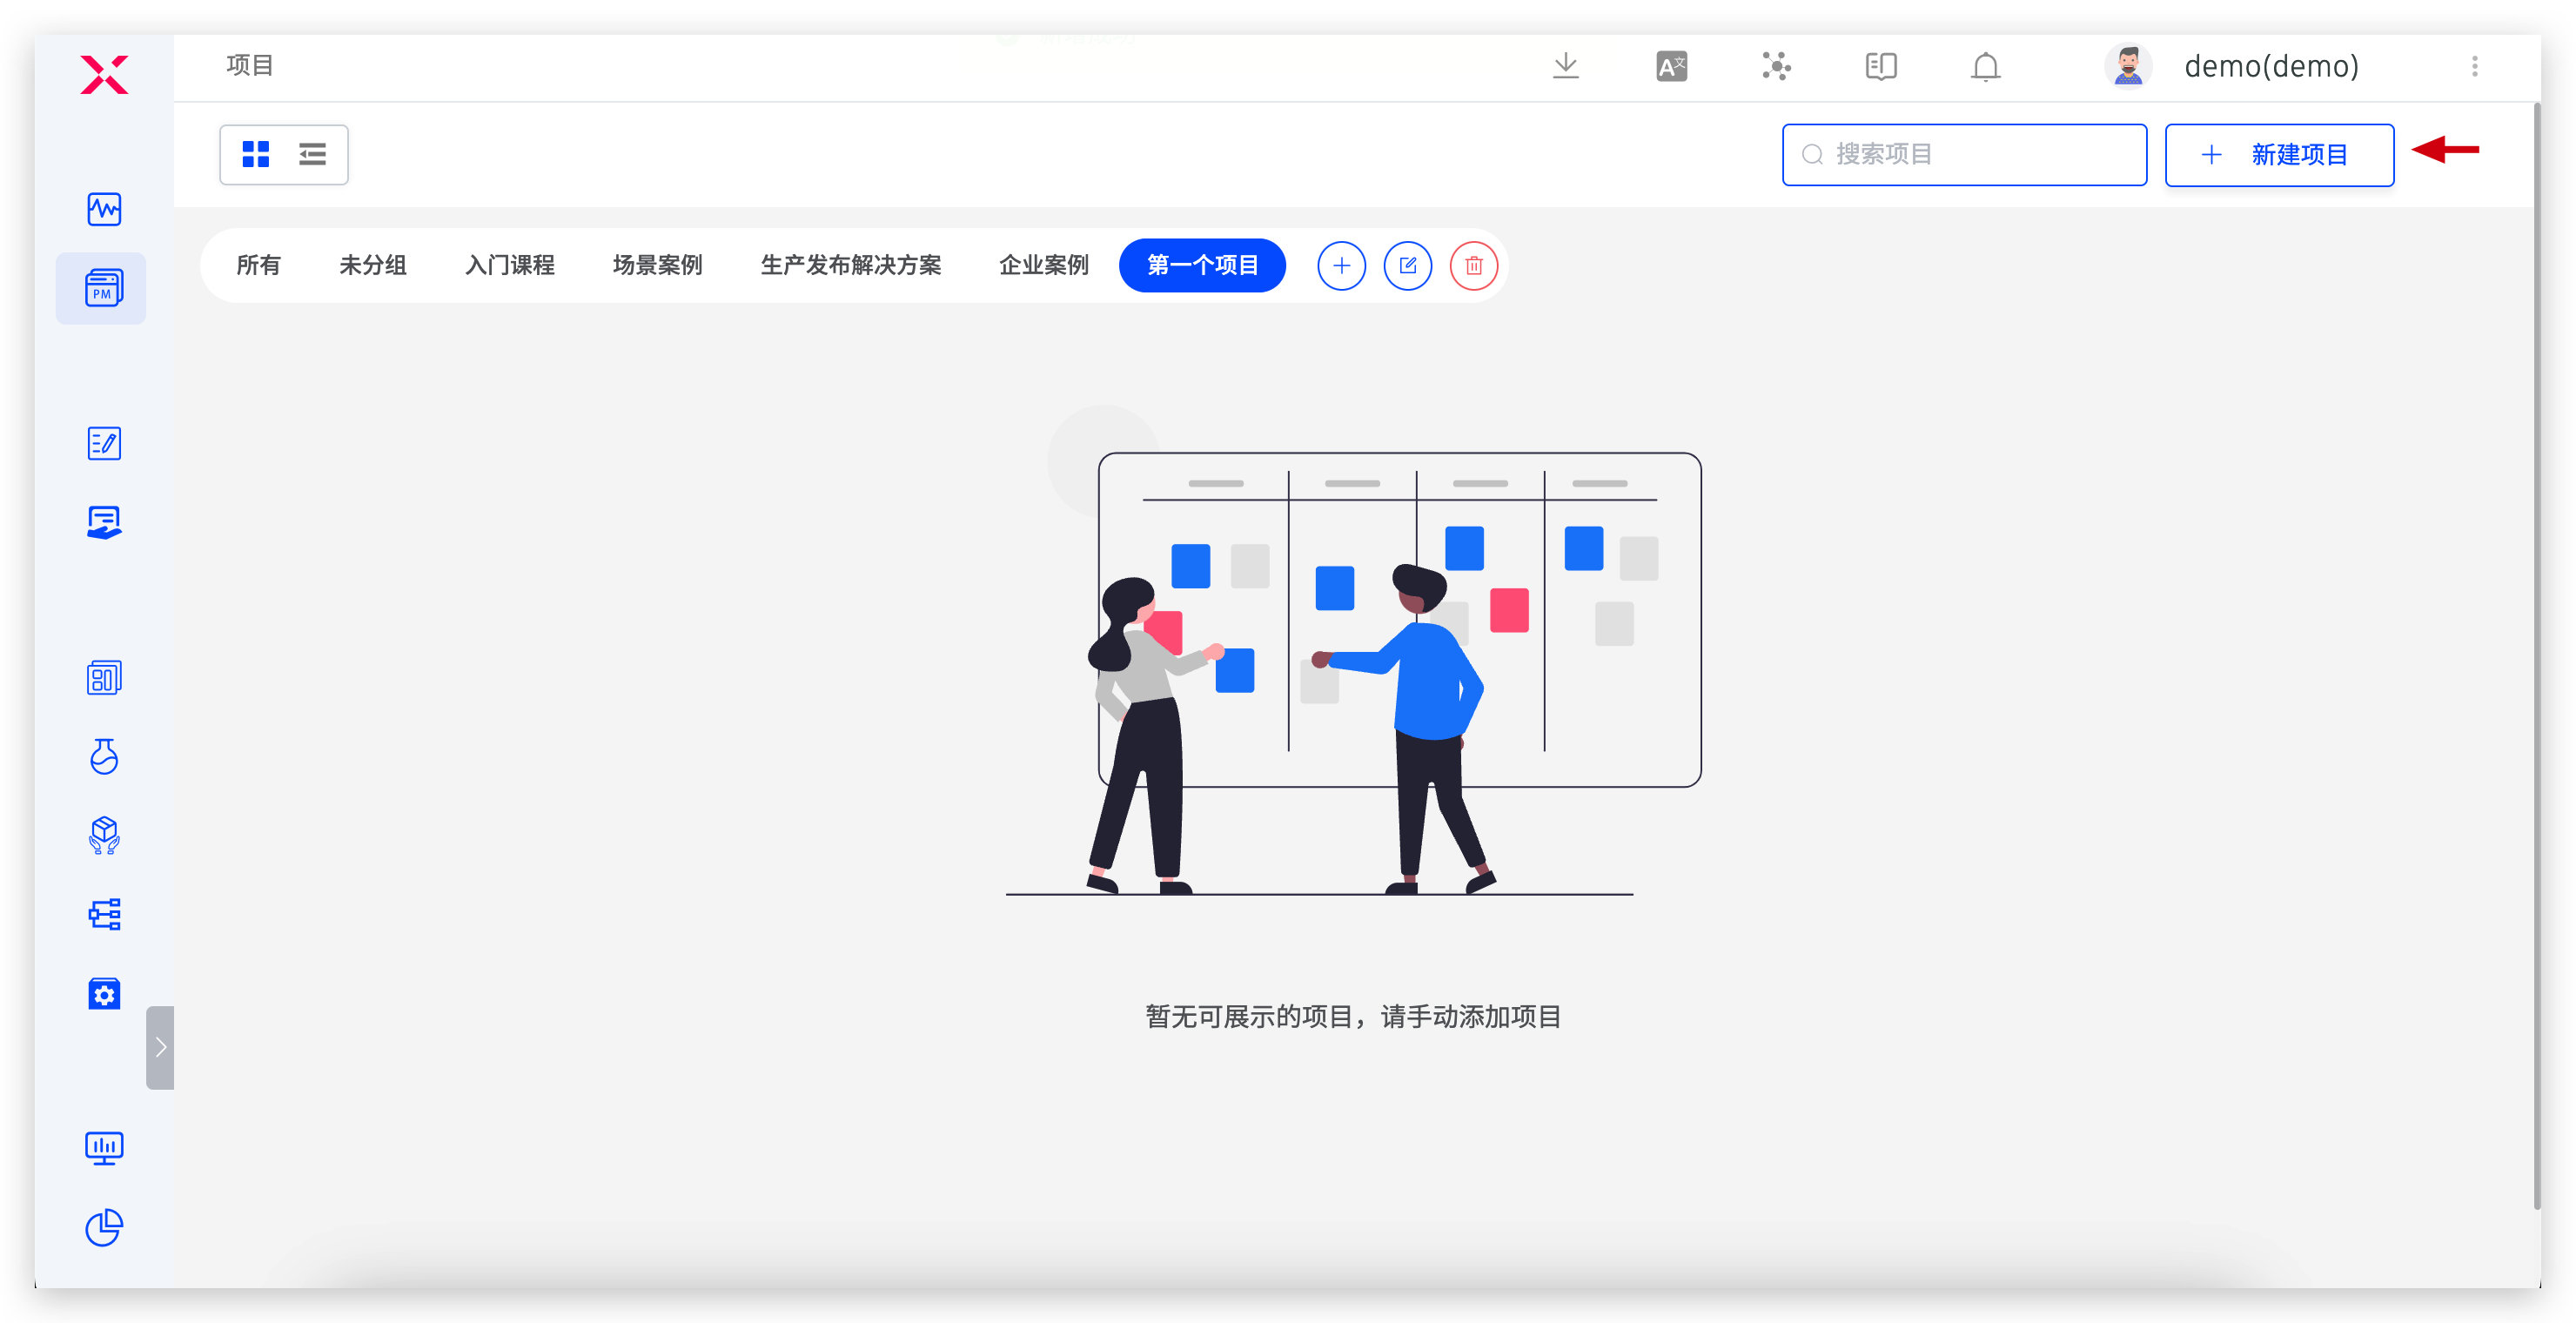 项目
demo(demo)
搜索项目
新建项目
PM
所有 未分组 入门课程 场景案例 生产发布解决方案 企业案例 第一个项目
暂无可展示的项目，请手动添加项目